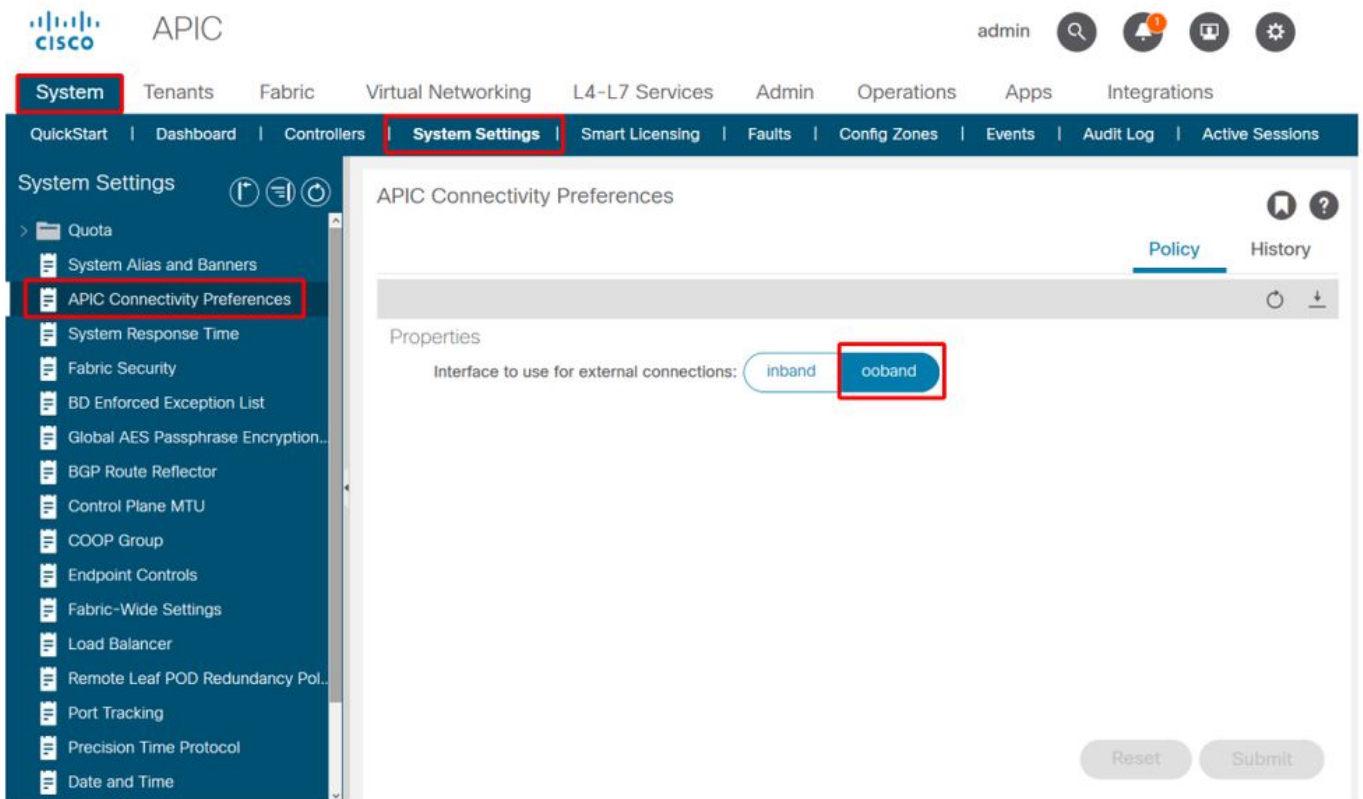 CISCO
APIC
admin
1
System Tenants Fabric Virtual Networking L4-L7 Services Admin Operations Apps Integrations
QuickStart | Dashboard | Controllers | System Settings | Smart Licensing | Faults | Config Zones | Events | Audit Log | Active Sessions
System Settings
Quota
System Alias and Banners
APIC Connectivity Preferences
System Response Time
Fabric Security
BD Enforced Exception List
Global AES Passphrase Encryption...
BGP Route Reflector
Control Plane MTU
COOP Group
Endpoint Controls
Fabric-Wide Settings
Load Balancer
Remote Leaf POD Redundancy Pol...
Port Tracking
Precision Time Protocol
Date and Time
APIC Connectivity Preferences
?
Policy History
Properties
Interface to use for external connections: inband ooband
Reset Submit